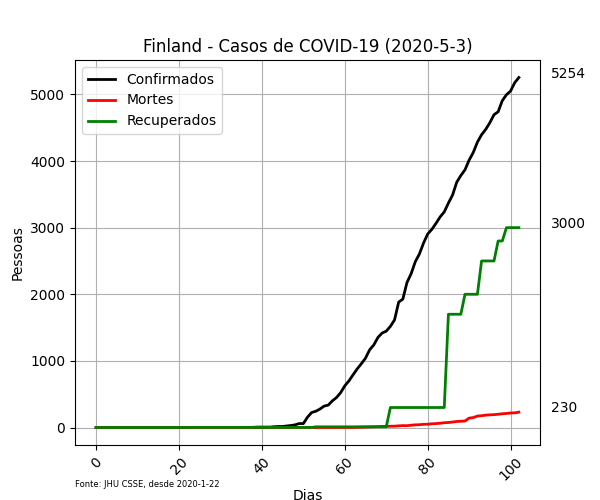 Finland - Casos de COVID-19 (2020-5-3)
Confirmados
Mortes
Recuperados
5254
3000
230
Pessoas
5000
4000
3000
2000
1000
0
0 20 40 60 80 100
Fonte: JHU CSSE, desde 2020-1-22
Dias